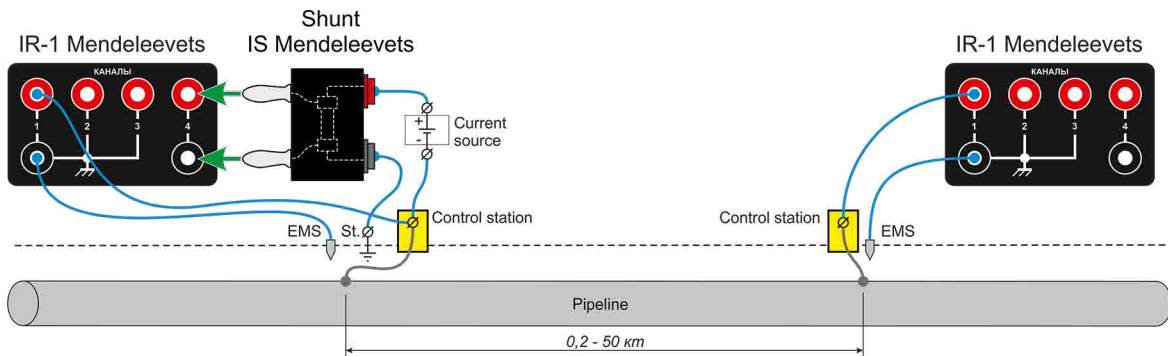 Shunt
IS Mendeleevets
IR-1 Mendeleevets
IR-1 Mendeleevets
КАНАЛЫ
1 2 3 4
+
-
Current
source
КАНАЛЫ
1 2 3 4
Control station
Control station
EMS
St.
EMS
Pipeline
0,2 - 50 km